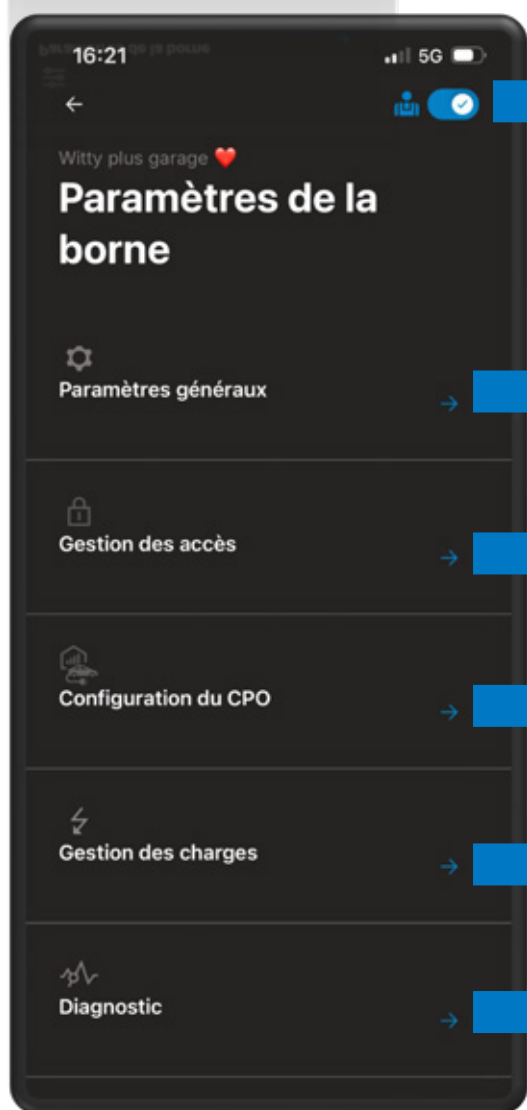 16:21
5G
Witty plus garage ❤️
Paramètres de la
borne
Paramètres généraux
Gestion des accès
Configuration du CPO
Gestion des charges
Diagnostic